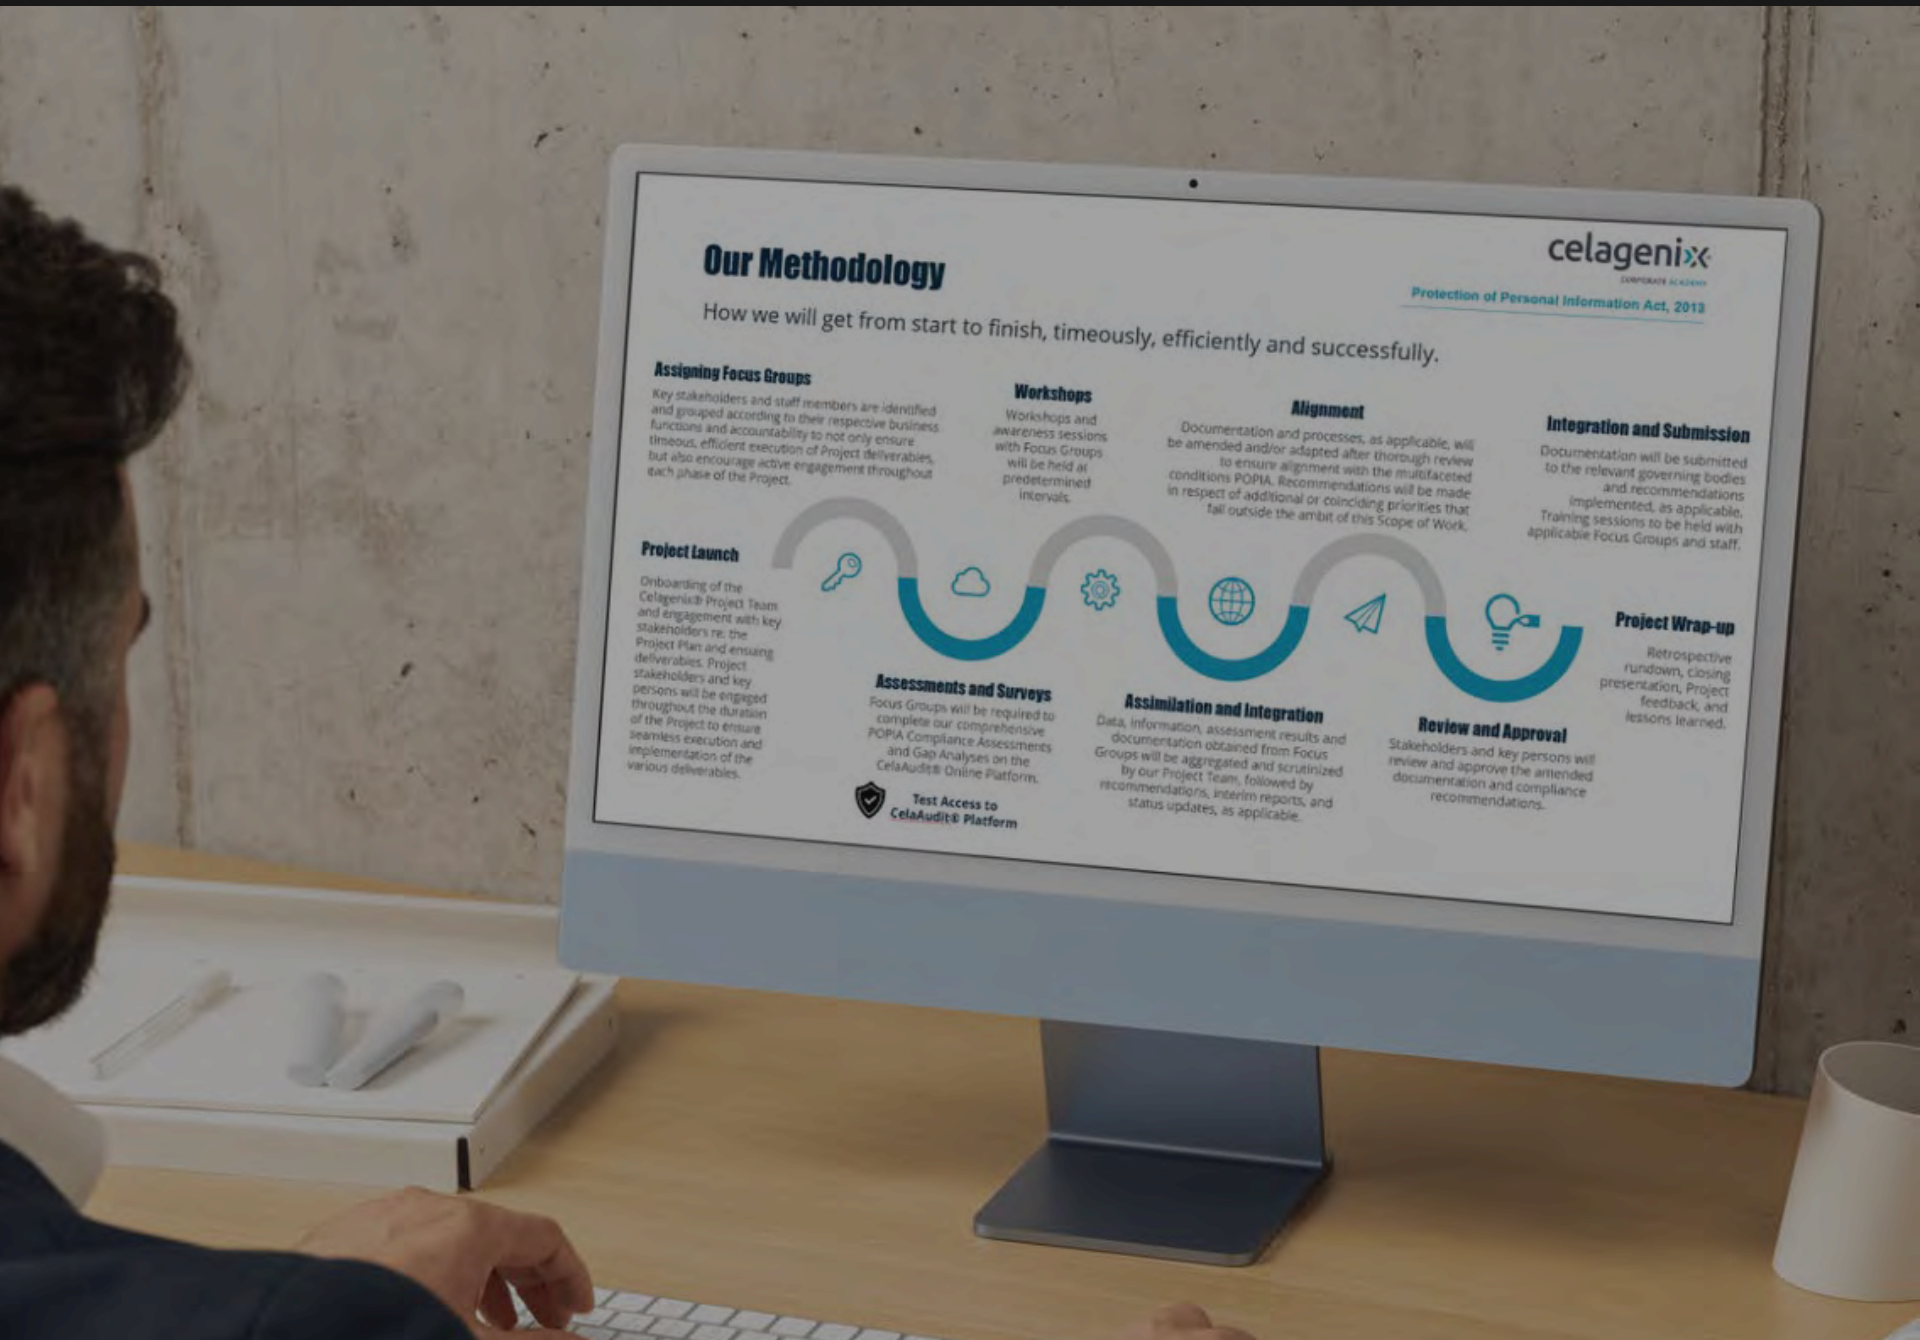 celagenix
CORPORATE ACADEMY
Protection of Personal Information Act, 2013
Our Methodology
How we will get from start to finish, timeously, efficiently and successfully.
Project Launch
Onboarding of the
Celagenix® Project Team
and engagement with key
stakeholders re: the
Project Plan and ensuing
deliverables. Project
stakeholders and key
persons will be engaged
throughout the duration
of the Project to ensure
seamless execution and
implementation of the
various deliverables.
Assigning Focus Groups
Key stakeholders and staff members are identified
and grouped according to their respective business
functions and accountability to not only ensure
timeous, efficient execution of Project deliverables,
but also encourage active engagement throughout
each phase of the Project.
Assessments and Surveys
Focus Groups will be required to
complete our comprehensive
POPIA Compliance Assessments
and Gap Analyses on the
CelaAudit® Online Platform.
Test Access to
CelaAudit® Platform
Workshops
Workshops and
awareness sessions
with Focus Groups
will be held at
predetermined
intervals.
Assimilation and Integration
Data, information, assessment results and
documentation obtained from Focus
Groups will be aggregated and scrutinized
by our Project Team, followed by
recommendations, interim reports, and
status updates, as applicable.
Alignment
Documentation and processes, as applicable, will
be amended and/or adapted after thorough review
to ensure alignment with the multifaceted
conditions POPIA. Recommendations will be made
in respect of additional or coinciding priorities that
fall outside the ambit of this Scope of Work.
Review and Approval
Stakeholders and key persons will
review and approve the amended
documentation and compliance
recommendations.
Integration and Submission
Documentation will be submitted
to the relevant governing bodies
and recommendations
implemented, as applicable.
Training sessions to be held with
applicable Focus Groups and staff.
Project Wrap-up
Retrospective
rundown, closing
presentation, Project
feedback, and
lessons learned.